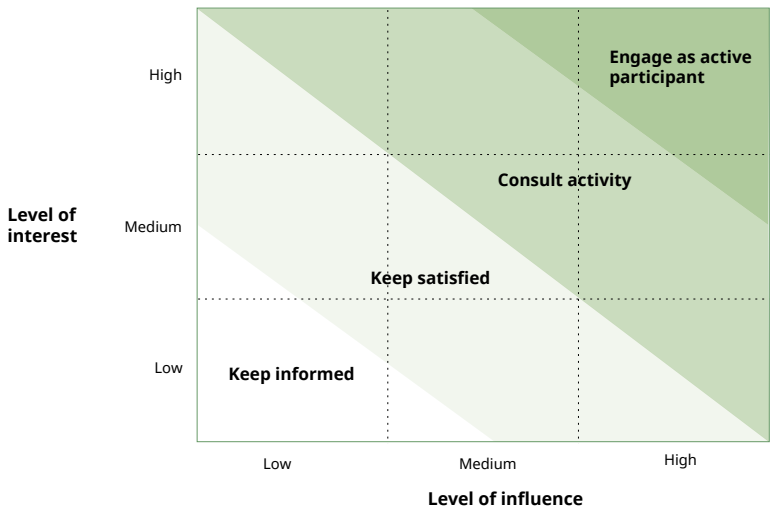 High
Engage as active
participant
Consult activity
Level of
interest
Medium
Keep satisfied
Low
Keep informed
Low
Medium
High
Level of influence